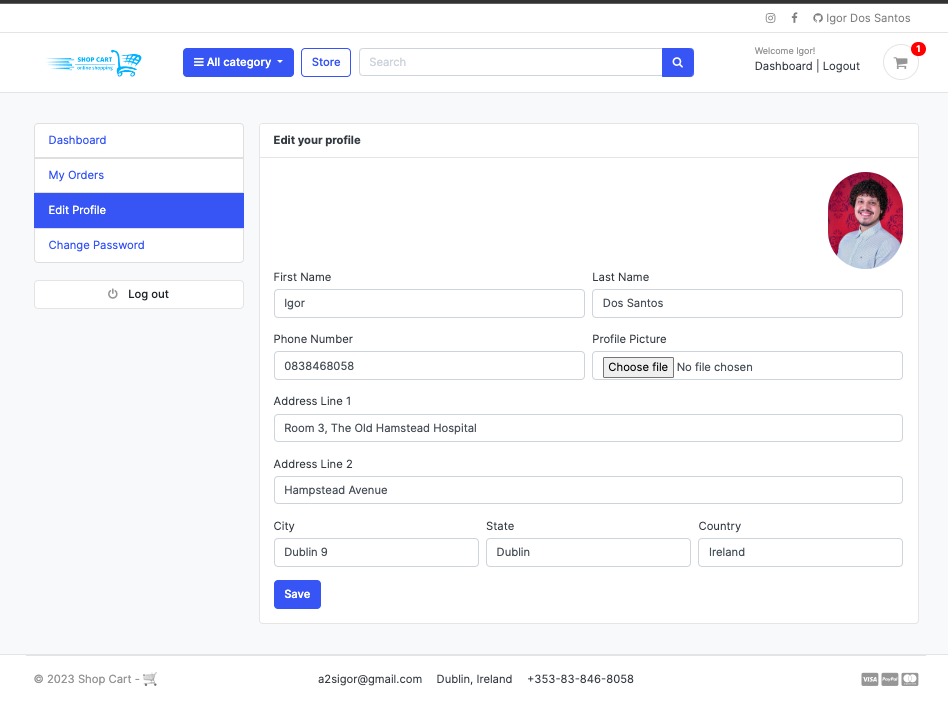 Igor Dos Santos
SHOP CART
online shopping
All category
Store
Search
Welcome Igor!
Dashboard | Logout
1
Dashboard
My Orders
Edit Profile
Change Password
Log out
Edit your profile
First Name
Last Name
Igor
Dos Santos
Phone Number
Profile Picture
0838468058
Choose file No file chosen
Address Line 1
Room 3, The Old Hamstead Hospital
Address Line 2
Hampstead Avenue
City
State
Country
Dublin 9
Dublin
Ireland
Save
© 2023 Shop Cart -
a2sigor@gmail.com Dublin, Ireland +353-83-846-8058
VISA PayPal